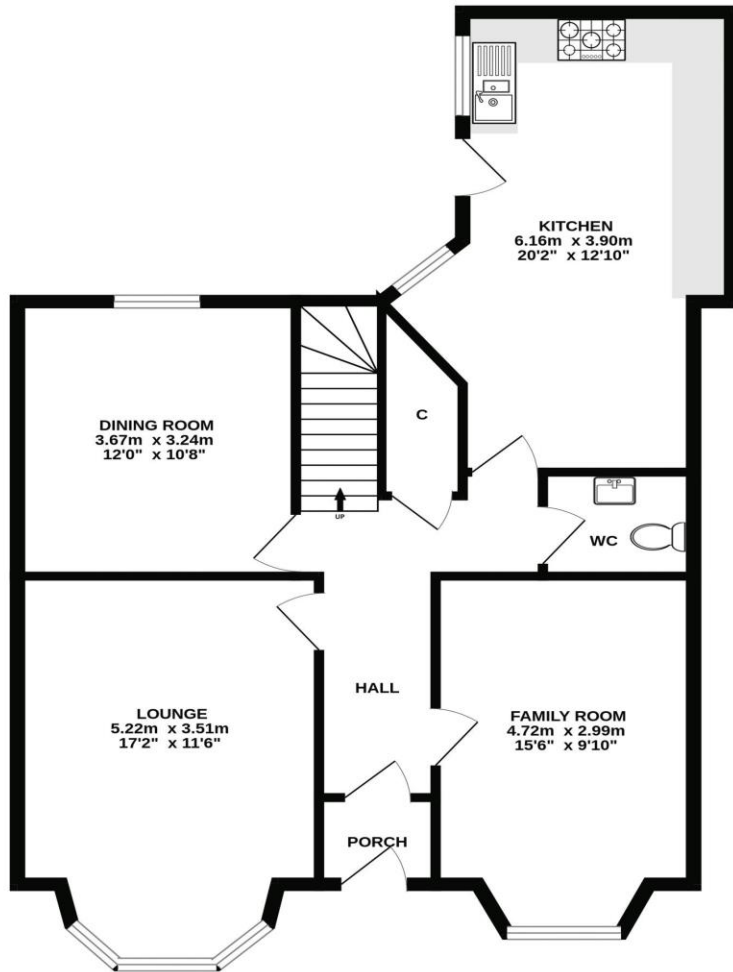 KITCHEN
6.16m x 3.90m
20'2" x 12'10"
DINING ROOM
3.67m x 3.24m
12'0" x 10'8"
C
UP
WC
LOUNGE
5.22m x 3.51m
17'2" x 11'6"
HALL
FAMILY ROOM
4.72m x 2.99m
15'6" x 9'10"
PORCH